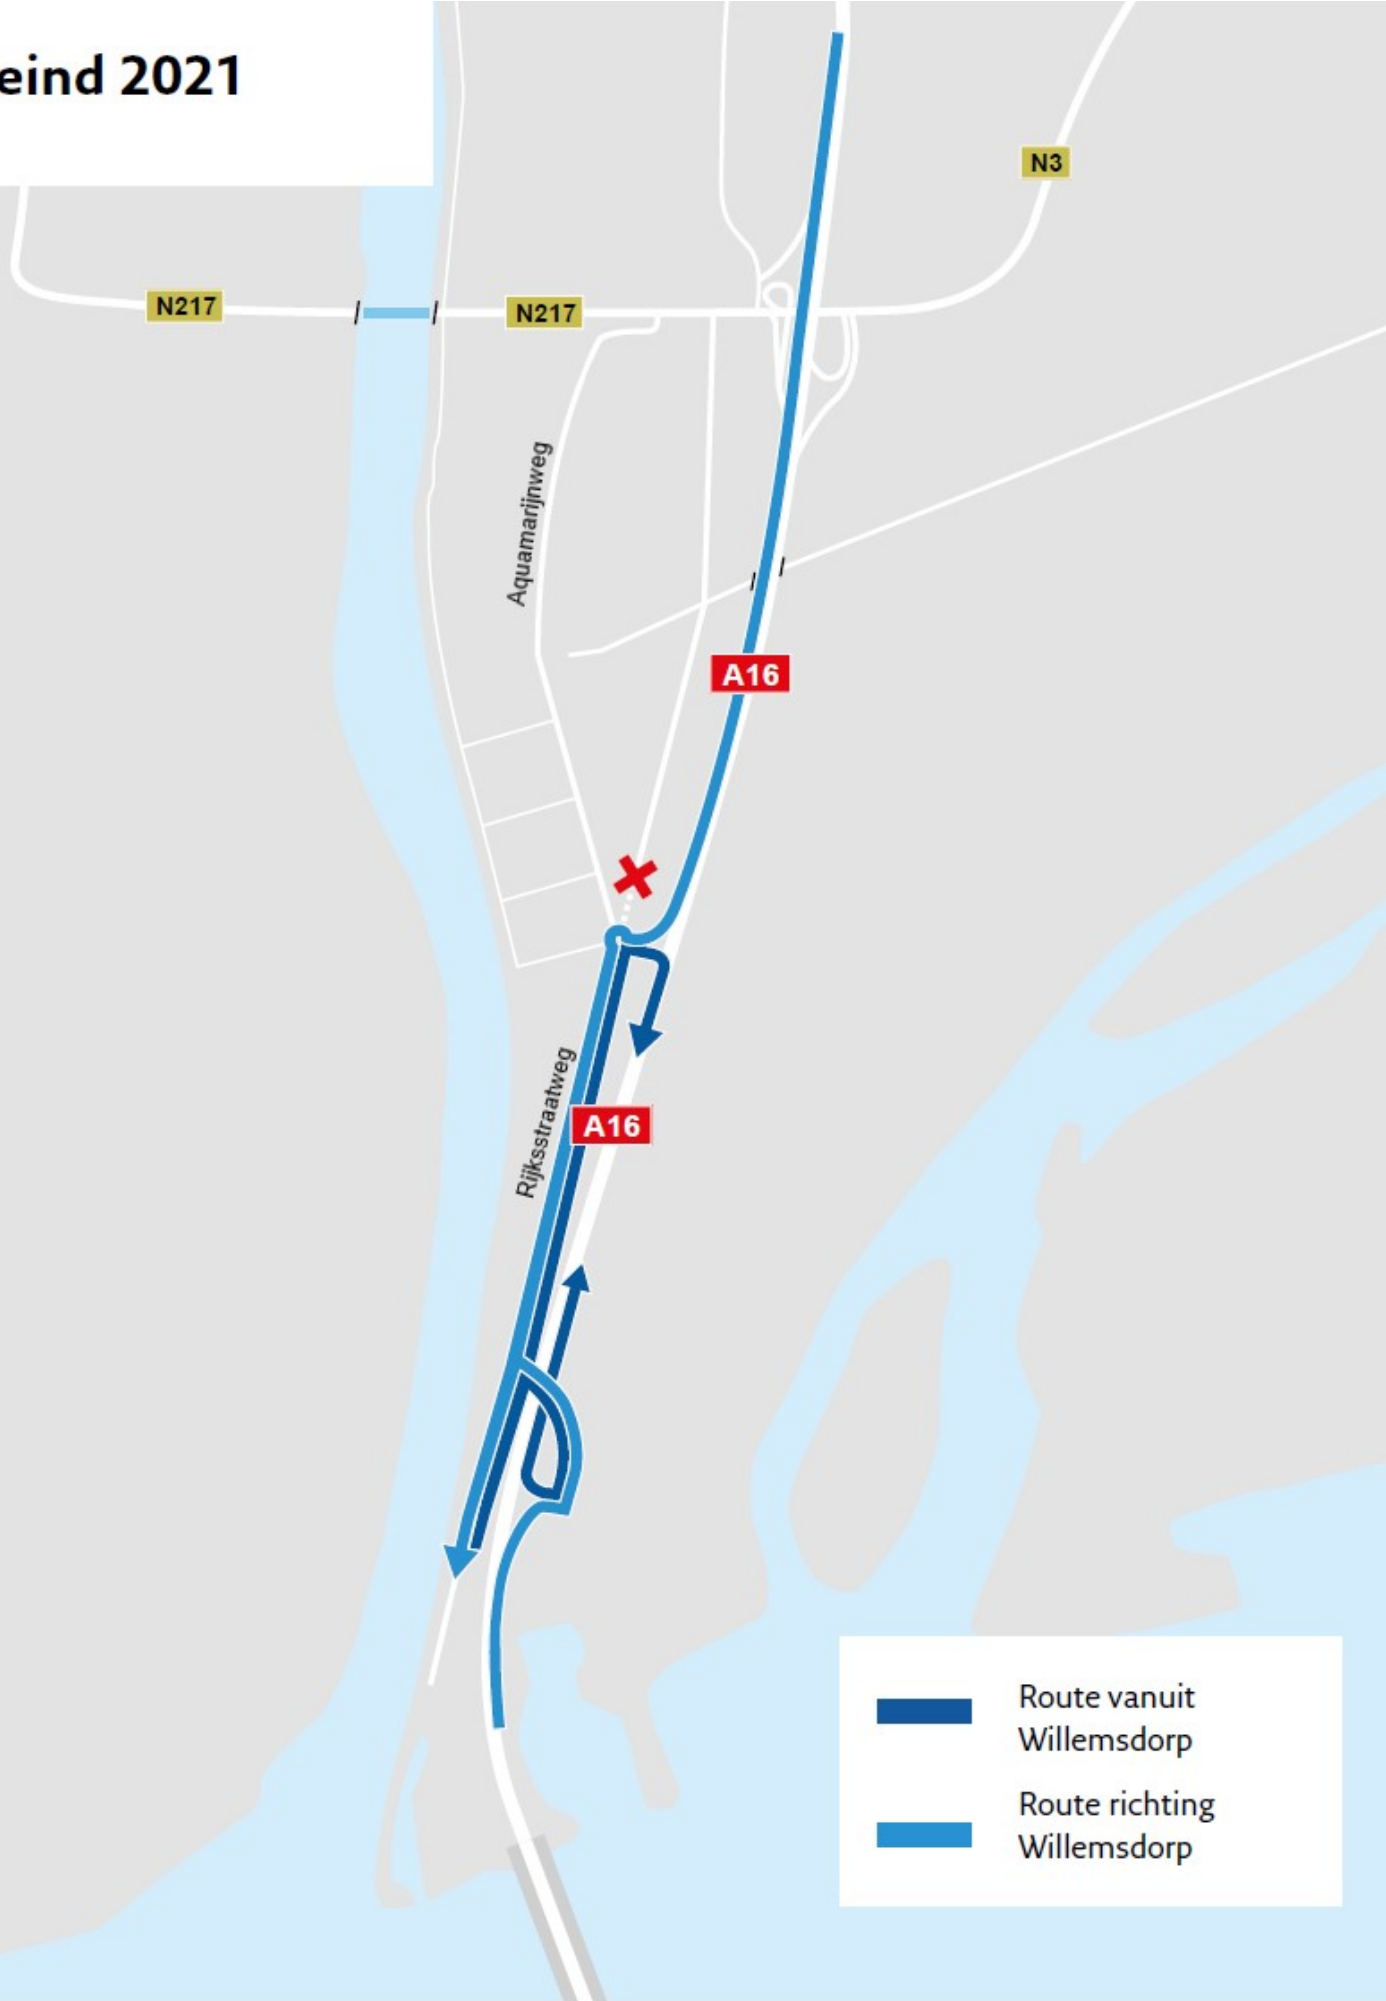 eind 2021
N3
N217
N217
Aquamarijnweg
A16
Rijksstraatweg
A16
Route vanuit
Willemsdorp
Route richting
Willemsdorp